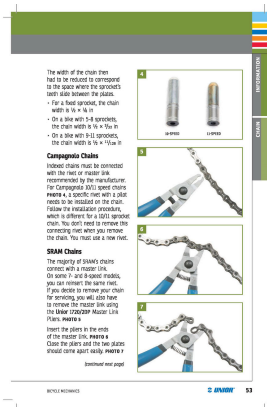 The width of the chain then
had to be reduced to correspond
to the space where the sprocket's
teeth slide between the plates.
• For a fixed sprocket, the chain
width is ½ × ⅛ in
• On a bike with 5–8 sprockets,
the chain width is ½ × 3/32 in
• On a bike with 9–11 sprockets,
the chain width is ½ × 11/128 in
Campagnolo Chains
Indexed chains must be connected
with the rivet or master link
recommended by the manufacturer.
For Campagnolo 10/11 speed chains
PHOTO 4, a specific rivet with a pilot
needs to be installed on the chain.
Follow the installation procedure,
which is different for a 10/11 sprocket
chain. You don't need to remove this
connecting rivet when you remove
the chain. You must use a new rivet.
SRAM Chains
The majority of SRAM's chains
connect with a master link.
On some 7- and 8-speed models,
you can reinsert the same rivet.
If you decide to remove your chain
for servicing, you will also have
to remove the master link using
the Unior 1720/2DP Master Link
Pliers. PHOTO 5
Insert the pliers in the ends
of the master link. PHOTO 6
Close the pliers and the two plates
should come apart easily. PHOTO 7
(continued next page)
4
10-SPEED
11-SPEED
5
6
7
INFORMATION
CHAIN
BICYCLE MECHANICS
UNIOR
53